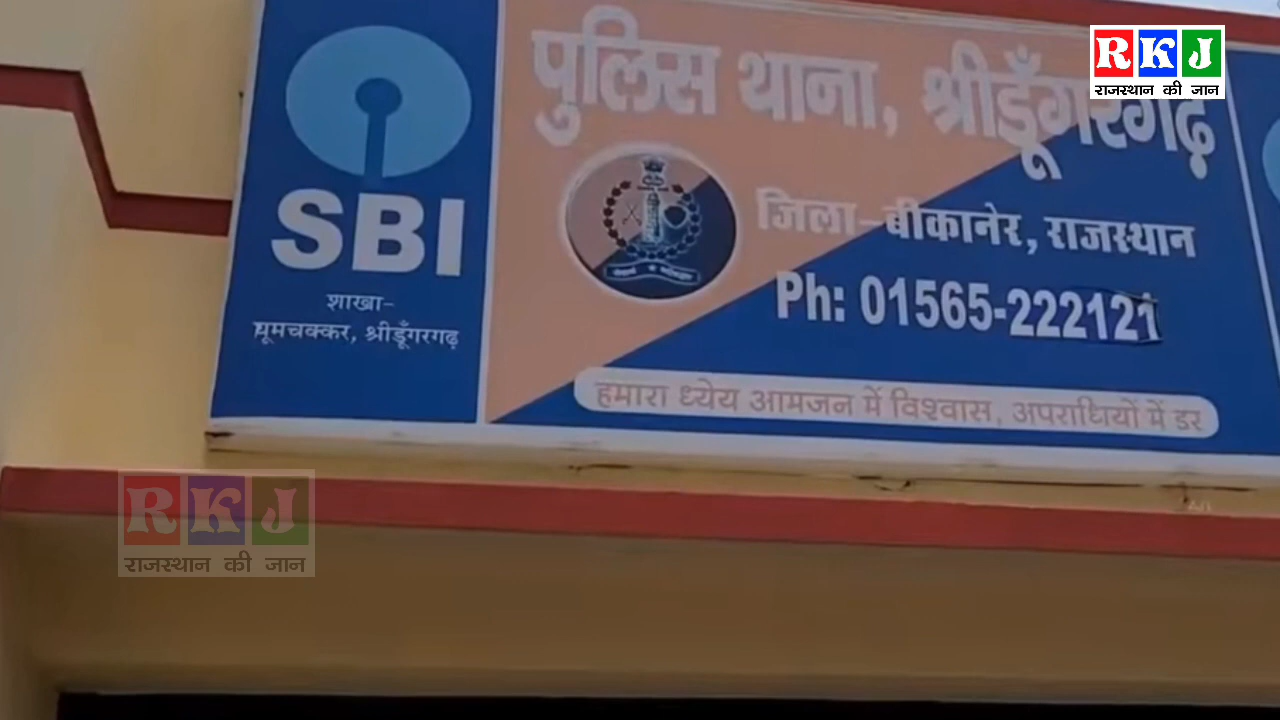 RKJ
राजस्थान की जान
पुलिस थाना, श्रीडूँगरगढ़
जिला-बीकानेर, राजस्थान
Ph: 01565-222121
हमारा ध्येय आमजन में विश्वास, अपराधियों में डर
SBI
शाखा-
घूमचक्कर, श्रीडूँगरगढ़
RKJ
राजस्थान की जान